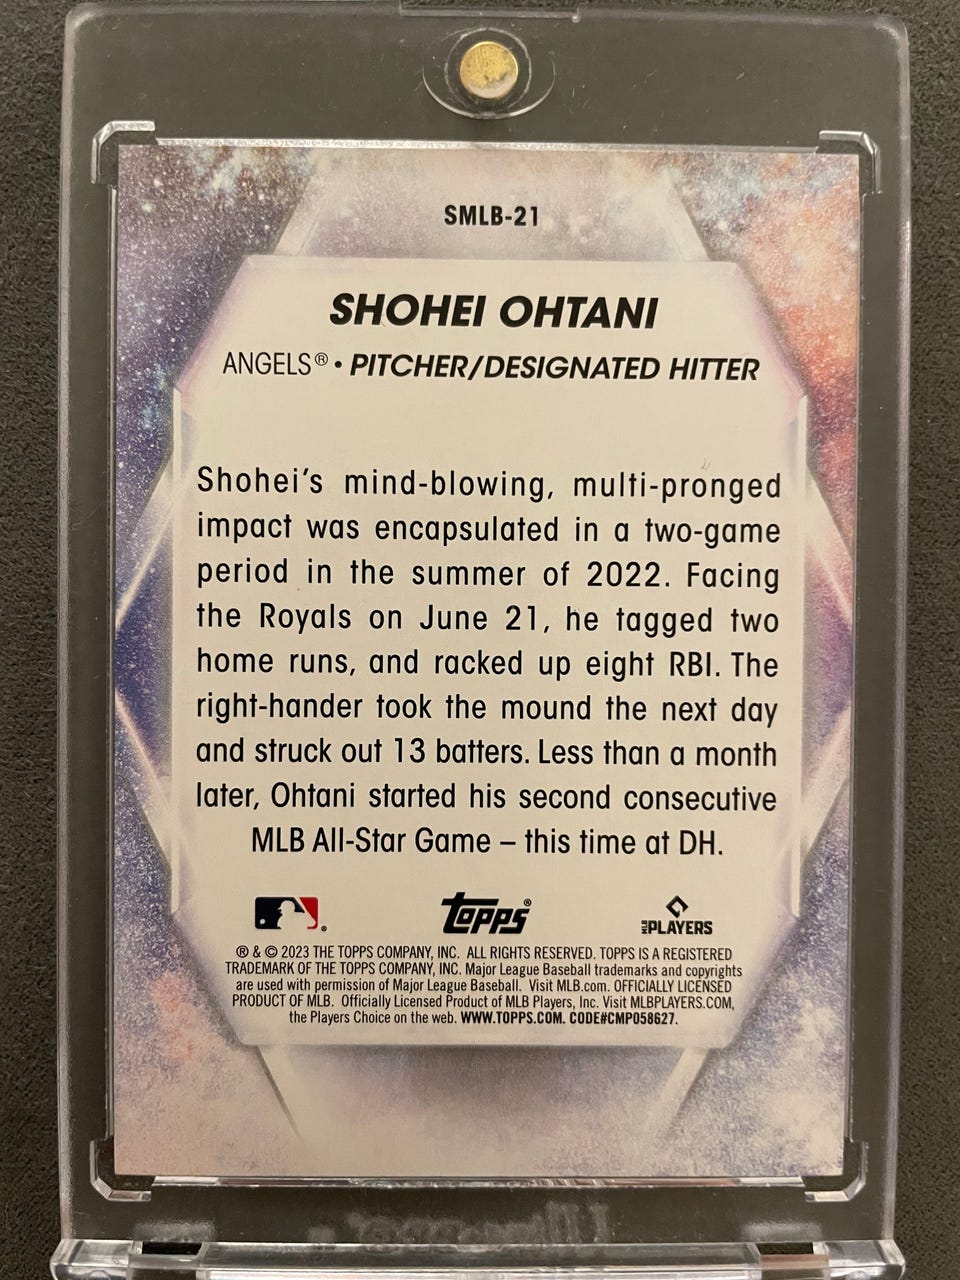 SMLB-21
SHOHEI OHTANI
ANGELS® • PITCHER/DESIGNATED HITTER
Shohei's mind-blowing, multi-pronged
impact was encapsulated in a two-game
period in the summer of 2022. Facing
the Royals on June 21, he tagged two
home runs, and racked up eight RBI. The
right-hander took the mound the next day
and struck out 13 batters. Less than a month
later, Ohtani started his second consecutive
MLB All-Star Game – this time at DH.
Topps® MLB PLAYERS
® & © 2023 THE TOPPS COMPANY, INC. ALL RIGHTS RESERVED. TOPPS IS A REGISTERED
TRADEMARK OF THE TOPPS COMPANY, INC. Major League Baseball trademarks and copyrights
are used with permission of Major League Baseball. Visit MLB.com. OFFICIALLY LICENSED
PRODUCT OF MLB. Officially Licensed Product of MLB Players, Inc. Visit MLBPLAYERS.COM,
the Players Choice on the web. WWW.TOPPS.COM. CODE#CMP058627.